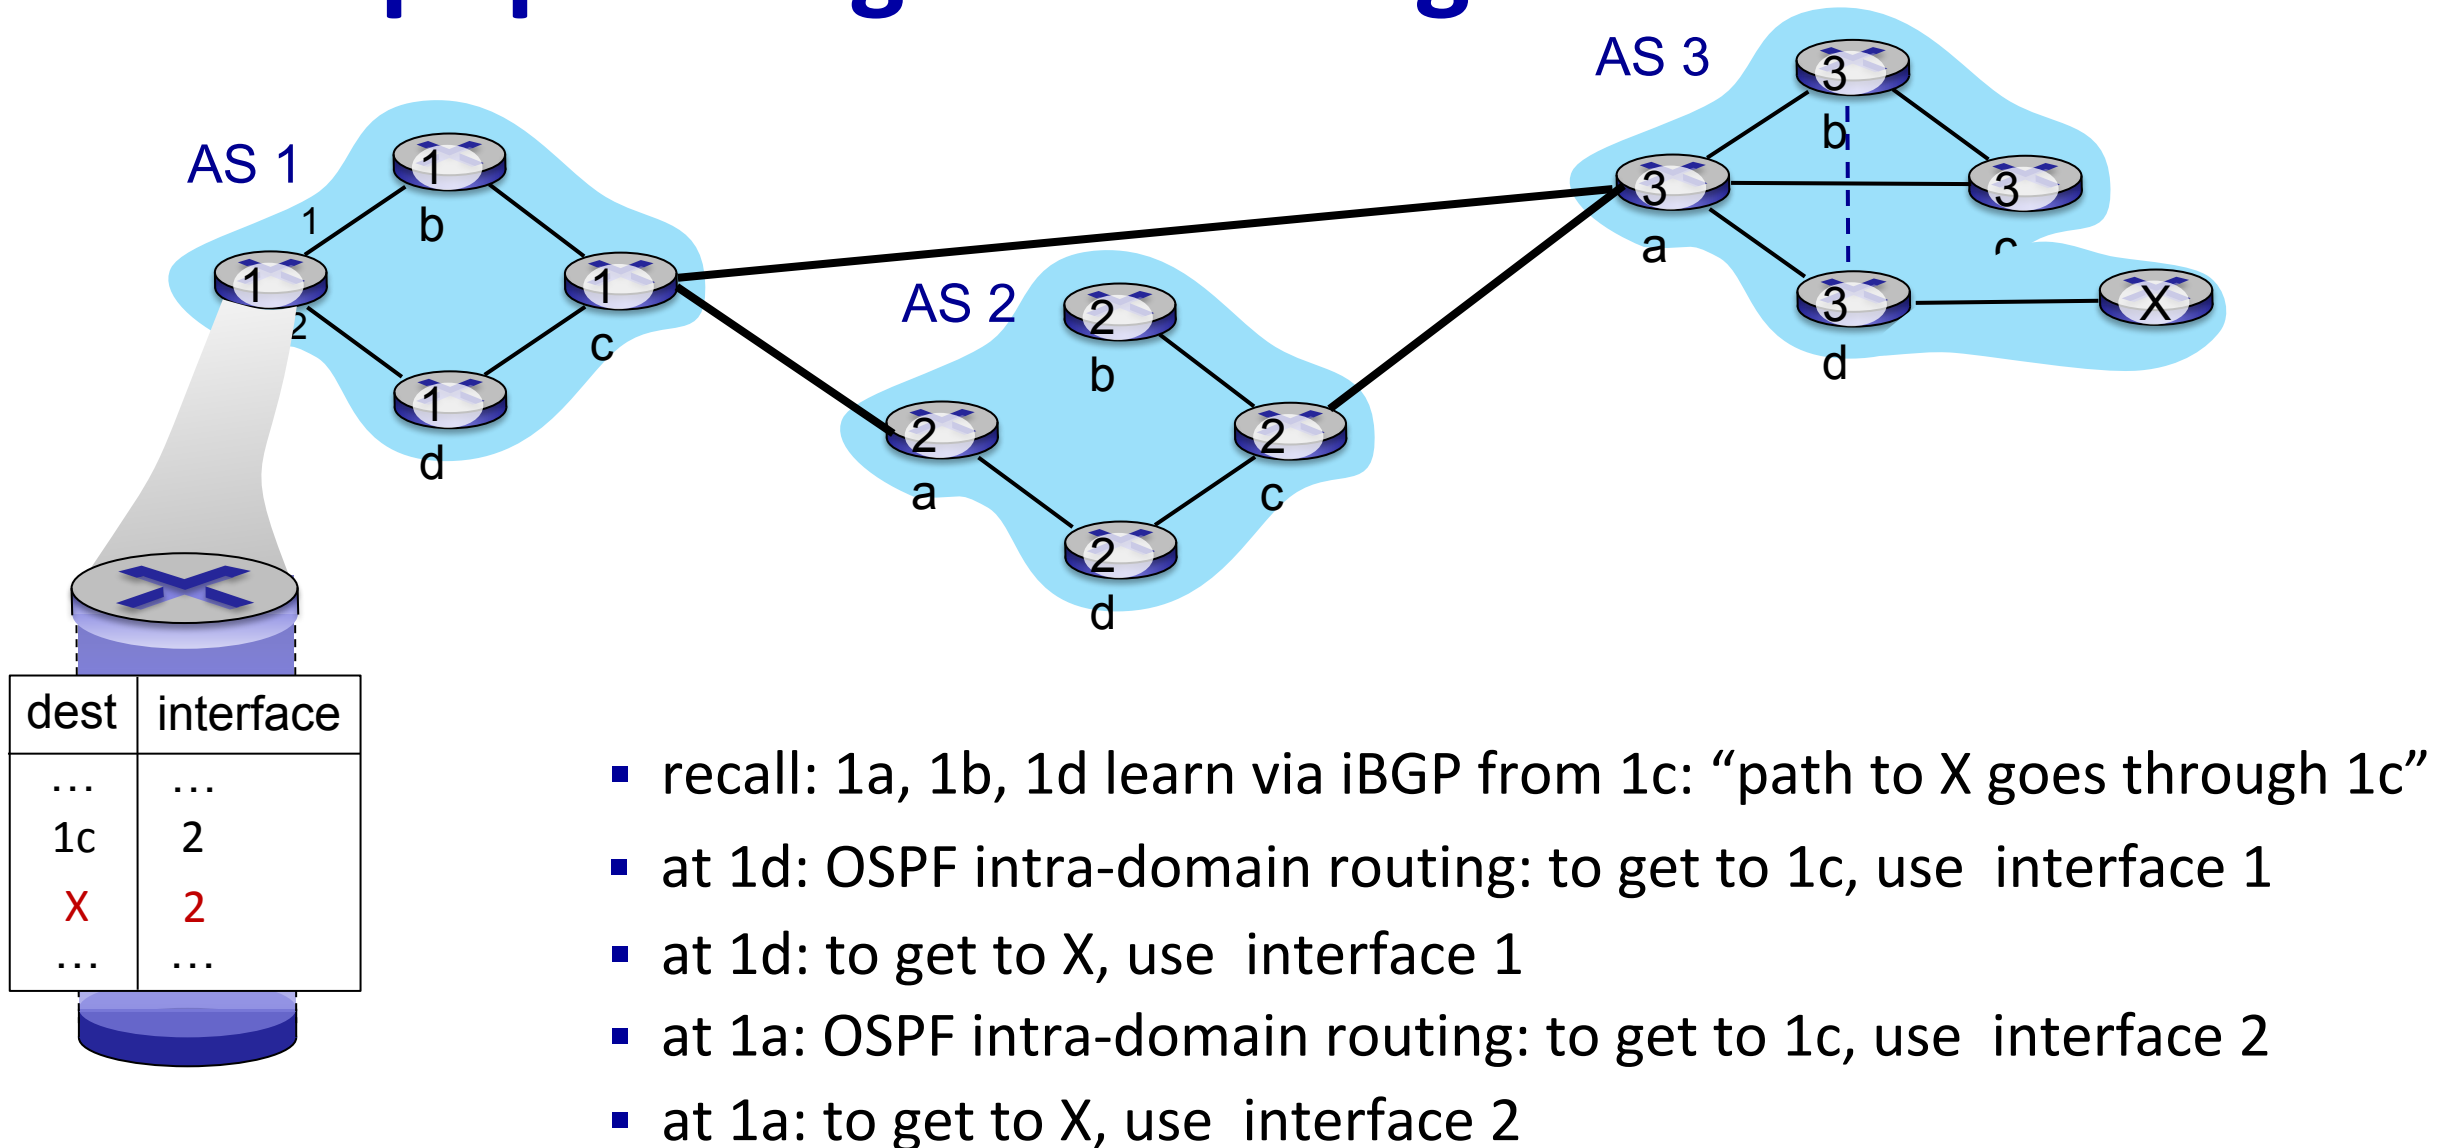 AS 3
3
b
AS 1
1
b
1
3
a
3
1
2
1
c
AS 2
2
b
3
d
X
1
d
2
a
2
c
2
d
dest interface
... ...
1c 2
X 2
... ...
▪ recall: 1a, 1b, 1d learn via iBGP from 1c: “path to X goes through 1c”
▪ at 1d: OSPF intra-domain routing: to get to 1c, use interface 1
▪ at 1d: to get to X, use interface 1
▪ at 1a: OSPF intra-domain routing: to get to 1c, use interface 2
▪ at 1a: to get to X, use interface 2